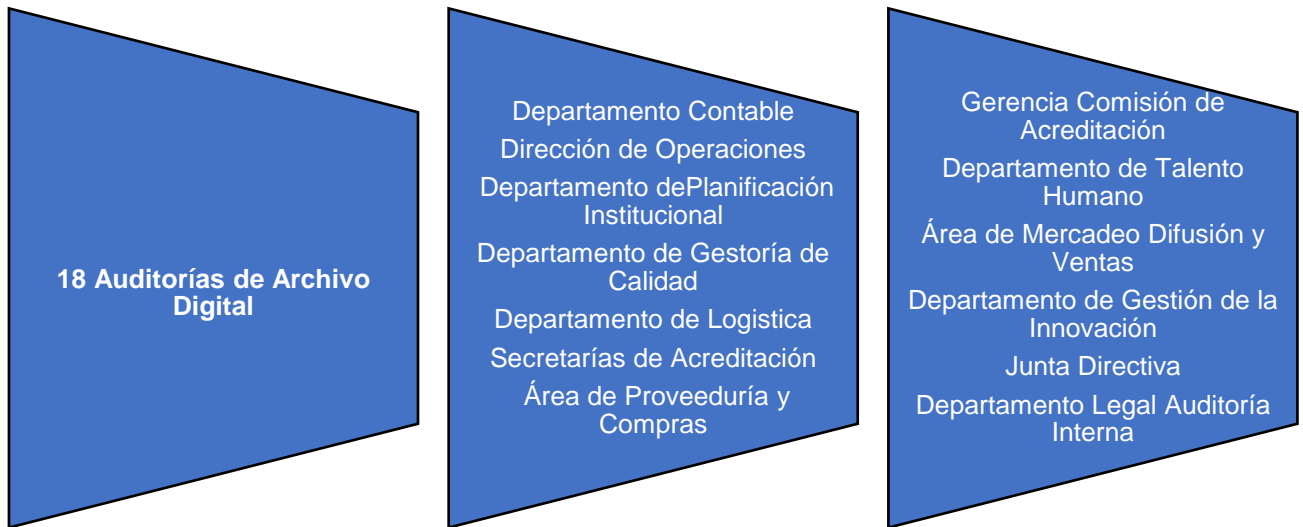 18 Auditorías de Archivo
Digital
Departamento Contable
Dirección de Operaciones
Departamento dePlanificación
Institucional
Departamento de Gestoría de
Calidad
Departamento de Logistica
Secretarías de Acreditación
Área de Proveeduría y
Compras
Gerencia Comisión de
Acreditación
Departamento de Talento
Humano
Área de Mercadeo Difusión y
Ventas
Departamento de Gestión de la
Innovación
Junta Directiva
Departamento Legal Auditoría
Interna